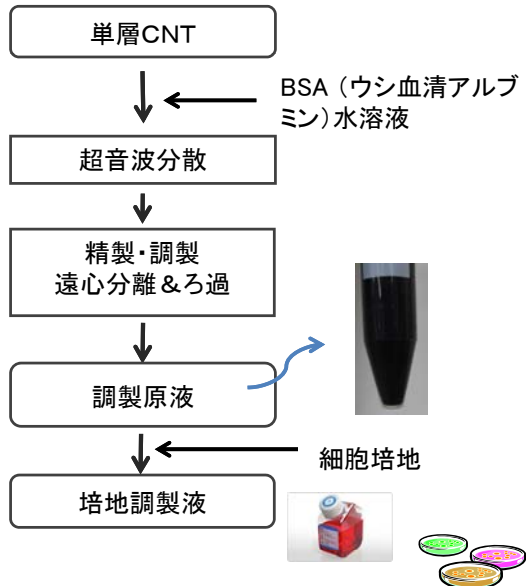 単層CNT
BSA (ウシ血清アルブ
ミン)水溶液
超音波分散
精製・調製
遠心分離&ろ過
調製原液
細胞培地
培地調製液